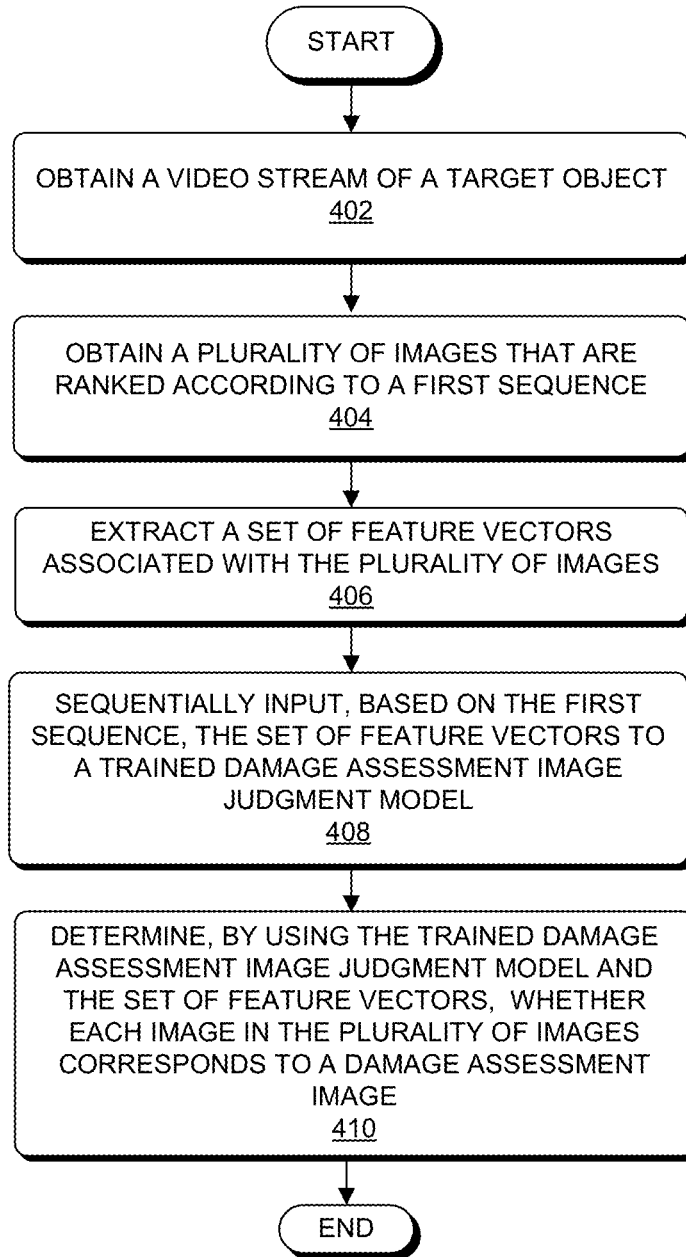 START
OBTAIN A VIDEO STREAM OF A TARGET OBJECT
402
OBTAIN A PLURALITY OF IMAGES THAT ARE
RANKED ACCORDING TO A FIRST SEQUENCE
404
EXTRACT A SET OF FEATURE VECTORS
ASSOCIATED WITH THE PLURALITY OF IMAGES
406
SEQUENTIALLY INPUT, BASED ON THE FIRST
SEQUENCE, THE SET OF FEATURE VECTORS TO
A TRAINED DAMAGE ASSESSMENT IMAGE
JUDGMENT MODEL
408
DETERMINE, BY USING THE TRAINED DAMAGE
ASSESSMENT IMAGE JUDGMENT MODEL AND
THE SET OF FEATURE VECTORS, WHETHER
EACH IMAGE IN THE PLURALITY OF IMAGES
CORRESPONDS TO A DAMAGE ASSESSMENT
IMAGE
410
END